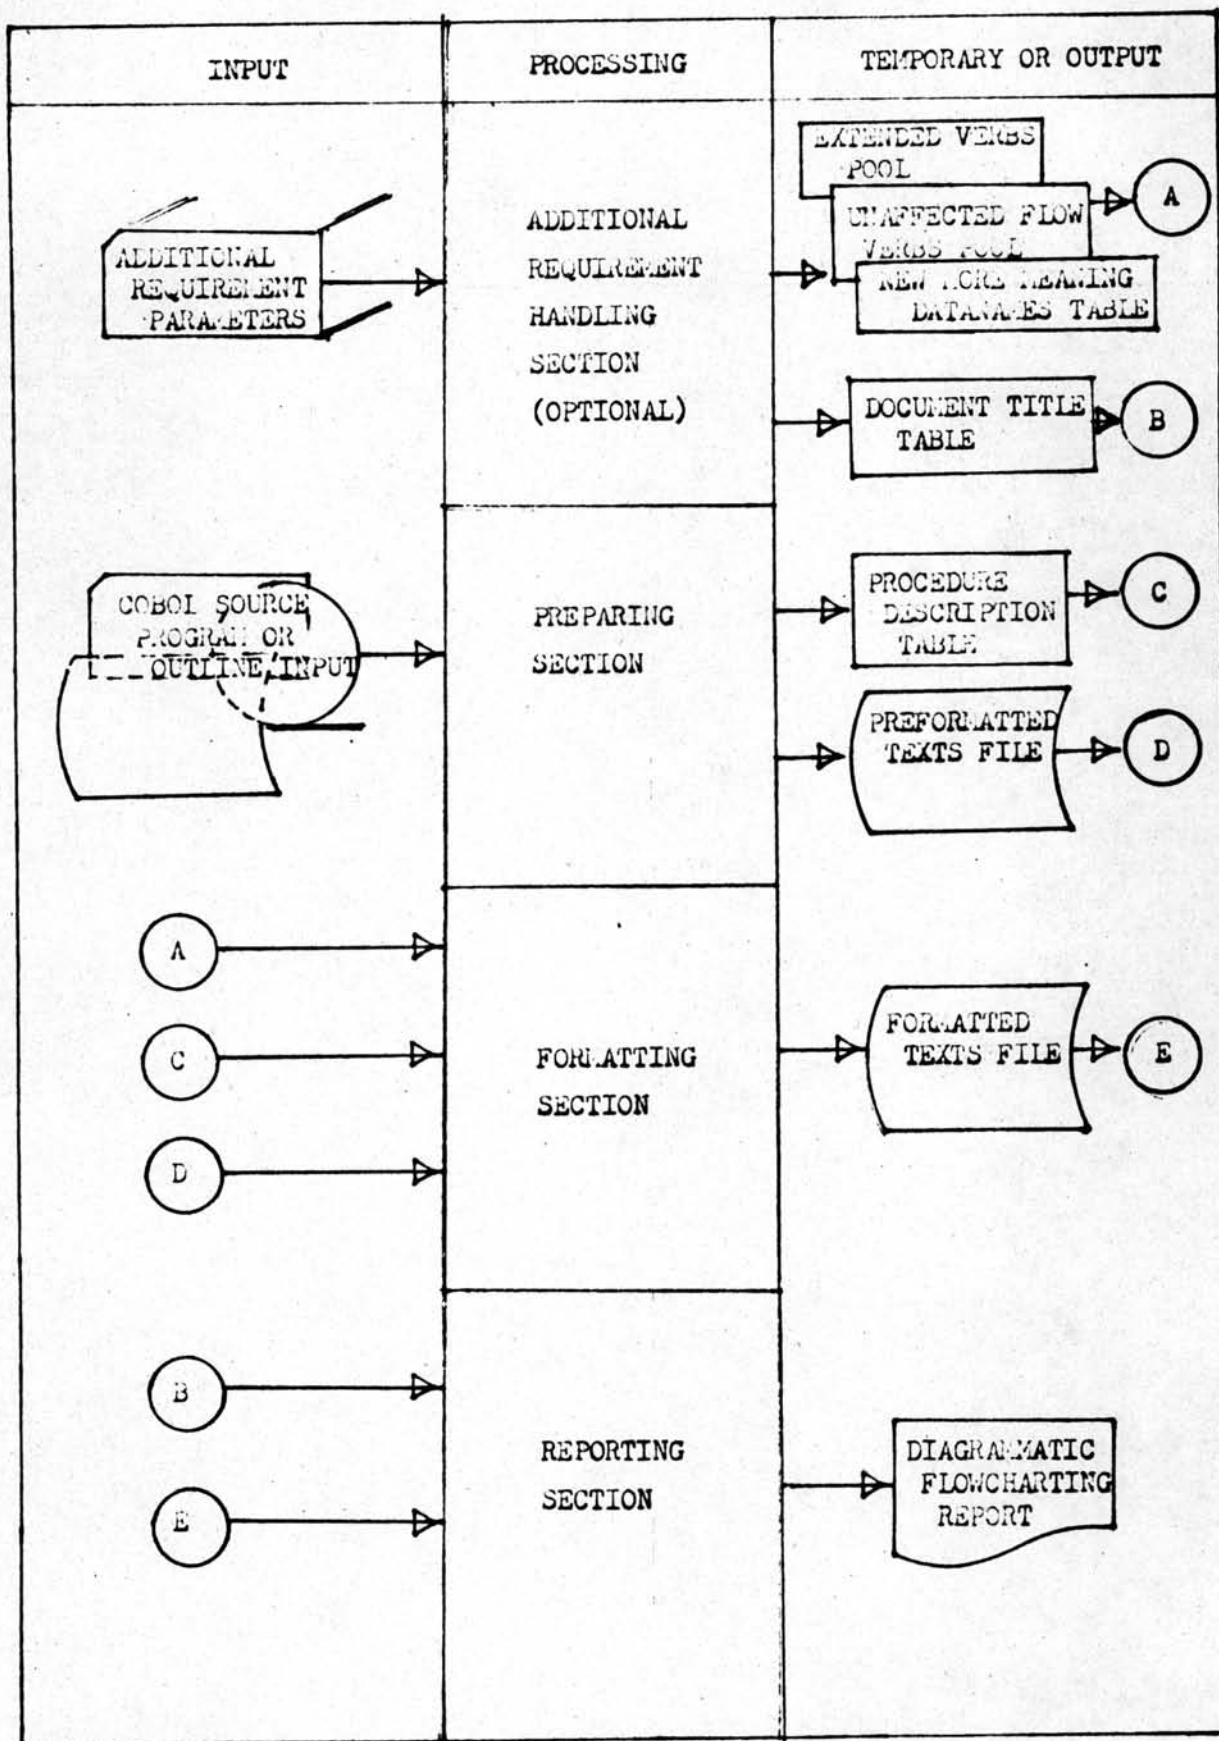 INPUT
PROCESSING
TEMPORARY OR OUTPUT
ADDITIONAL
REQUIREMENT
PARAMETERS
ADDITIONAL
REQUIREMENT
HANDLING
SECTION
(OPTIONAL)
EXTENDED VERBS
POOL
UNAFFECTED FLOW
VERBS POOL
NEW MORE MEANING
DATANAMES TABLE
A
DOCUMENT TITLE
TABLE
B
COBOL SOURCE
PROGRAM OR
OUTLINE INPUT
PREPARING
SECTION
PROCEDURE
DESCRIPTION
TABLE
C
PREFORMATTED
TEXTS FILE
D
A
C
D
FORMATTING
SECTION
FORMATTED
TEXTS FILE
E
B
E
REPORTING
SECTION
DIAGRAMMATIC
FLOWCHARTING
REPORT